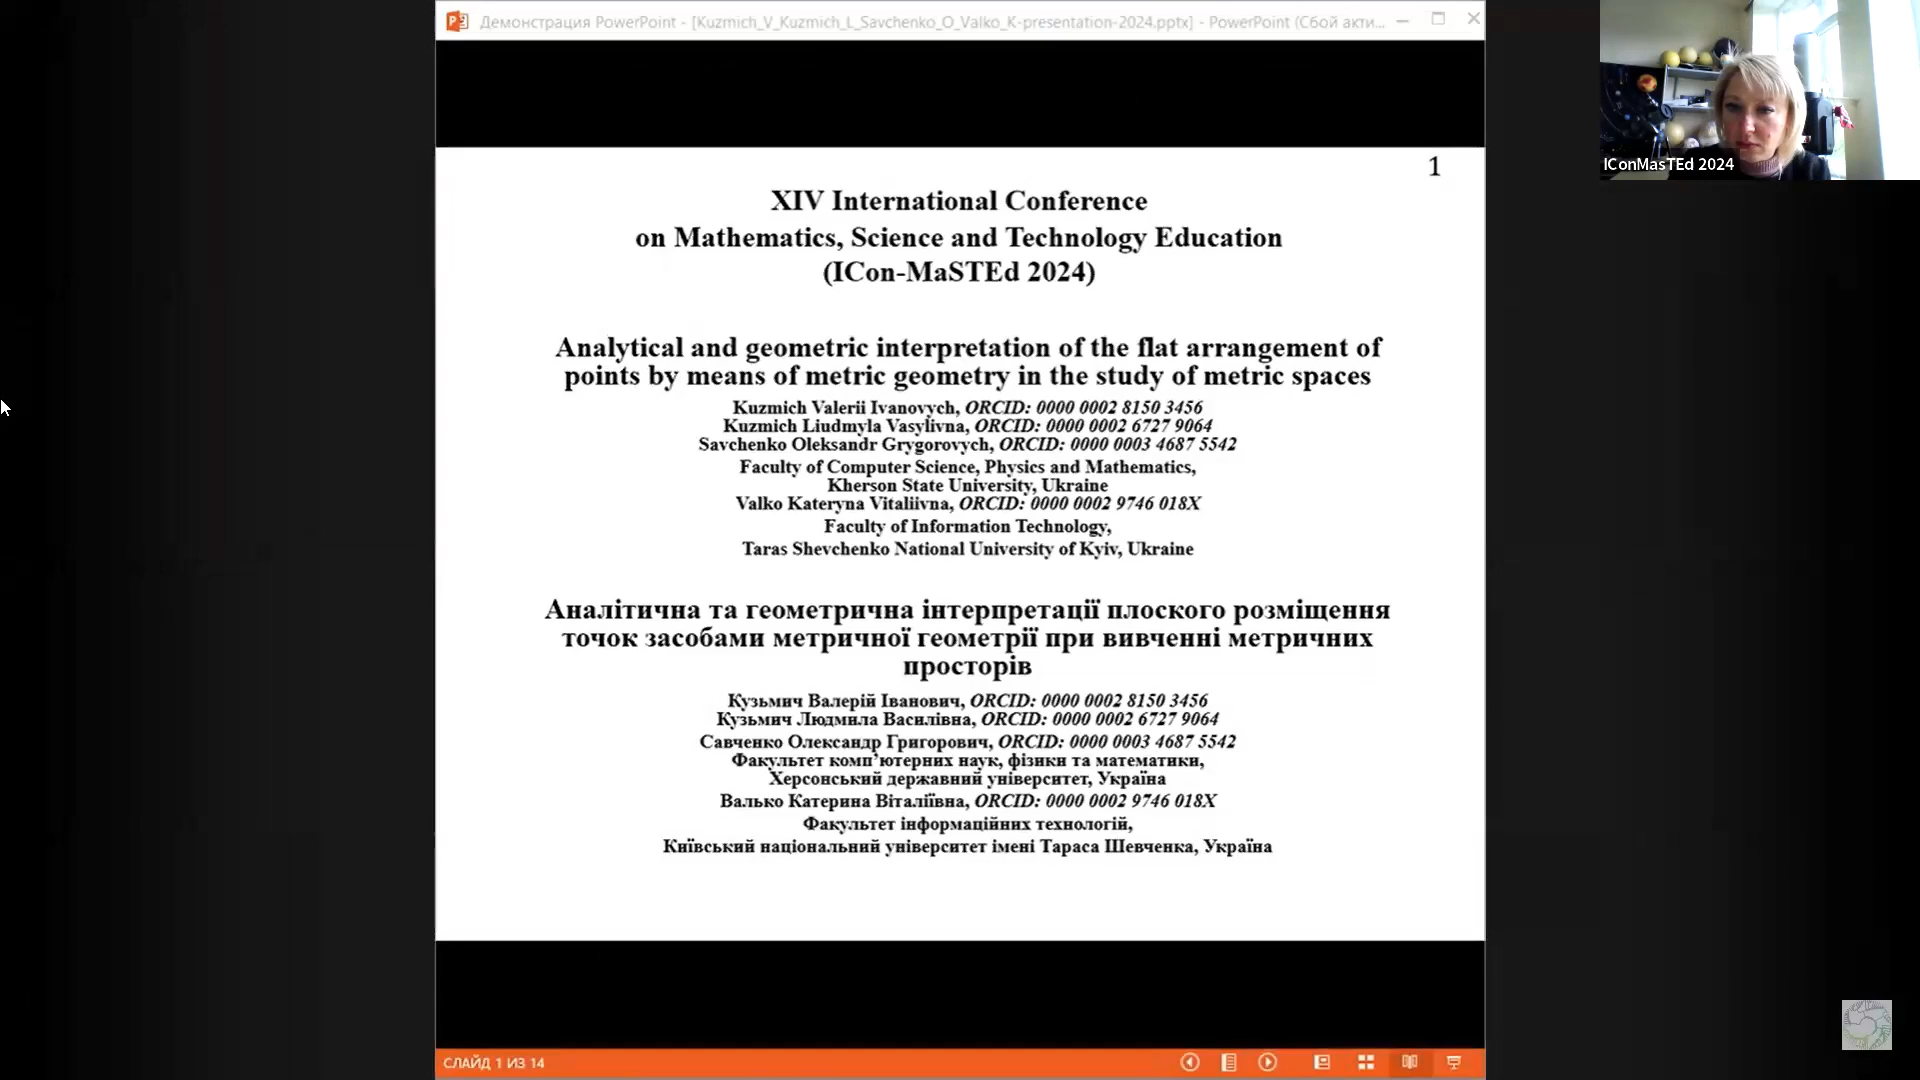 Демонстрация PowerPoint - [Kuzmich_V_Kuzmich_L_Savchenko_O_Valko_K-presentation-2024.pptx] - PowerPoint (Сбой акти...
IConMasTEd 2024
1
XIV International Conference
on Mathematics, Science and Technology Education
(ICon-MaSTEd 2024)
Analytical and geometric interpretation of the flat arrangement of
points by means of metric geometry in the study of metric spaces
Kuzmich Valerii Ivanovych, ORCID: 0000 0002 8150 3456
Kuzmich Liudmyla Vasylivna, ORCID: 0000 0002 6727 9064
Savchenko Oleksandr Grygorovych, ORCID: 0000 0003 4687 5542
Faculty of Computer Science, Physics and Mathematics,
Kherson State University, Ukraine
Valko Kateryna Vitaliivna, ORCID: 0000 0002 9746 018X
Faculty of Information Technology,
Taras Shevchenko National University of Kyiv, Ukraine
Аналітична та геометрична інтерпретації плоского розміщення
точок засобами метричної геометрії при вивченні метричних
просторів
Кузьмич Валерій Іванович, ORCID: 0000 0002 8150 3456
Кузьмич Людмила Василівна, ORCID: 0000 0002 6727 9064
Савченко Олександр Григорович, ORCID: 0000 0003 4687 5542
Факультет комп’ютерних наук, фізики та математики,
Херсонський державний університет, Україна
Валько Катерина Віталіївна, ORCID: 0000 0002 9746 018X
Факультет інформаційних технологій,
Київський національний університет імені Тараса Шевченка, Україна
СЛАЙД 1 ИЗ 14